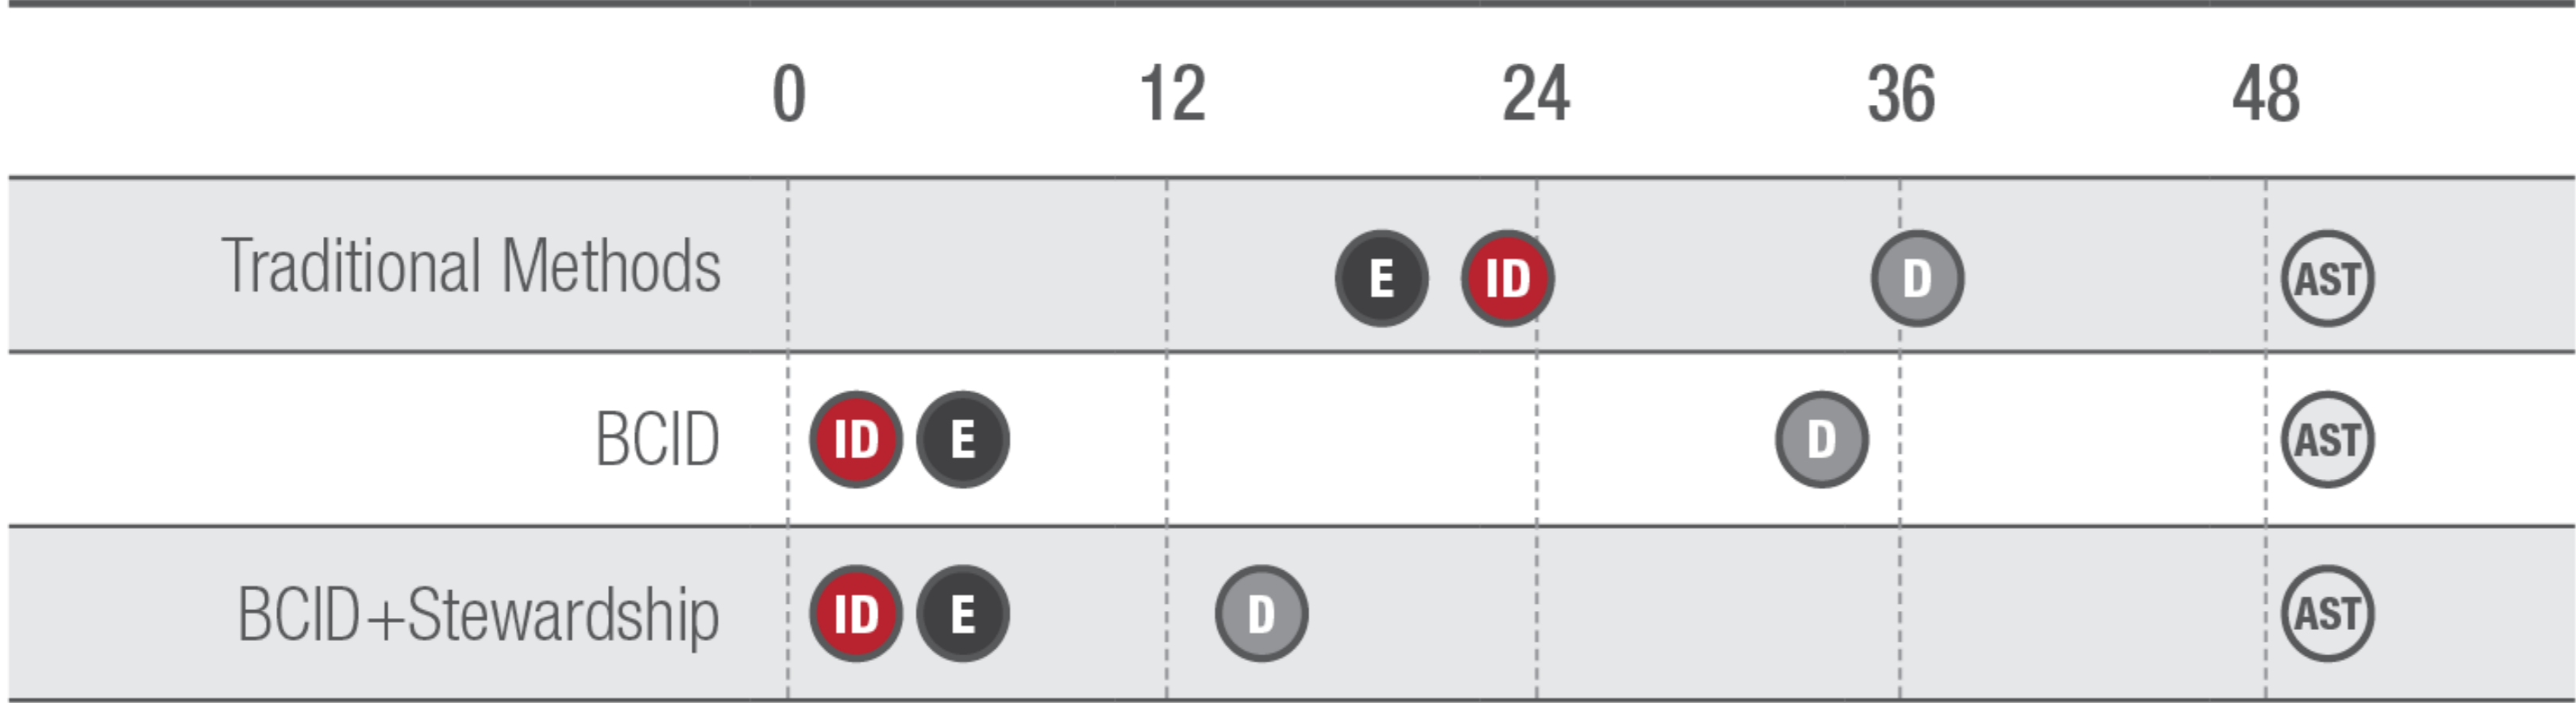 0 12 24 36 48
Traditional Methods E ID D AST
BCID ID E D AST
BCID+Stewardship ID E D AST